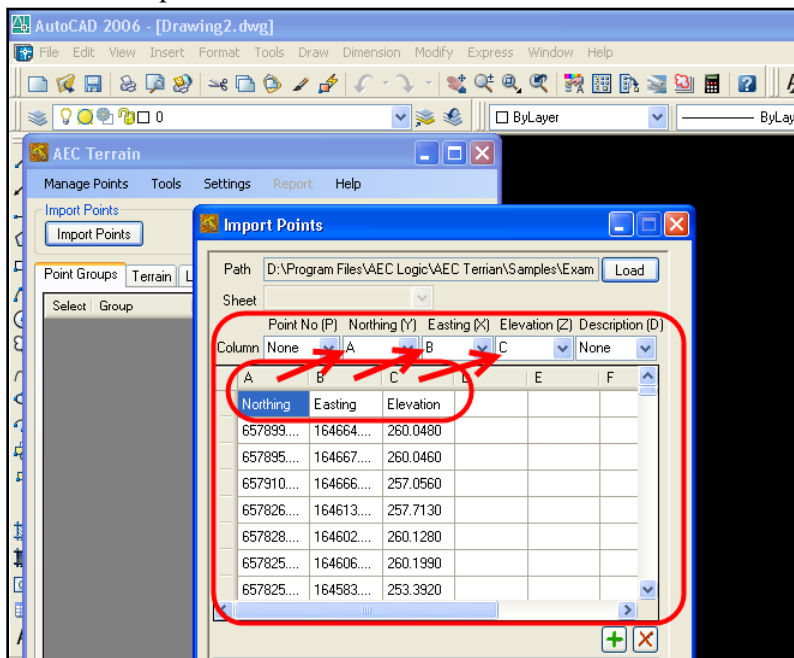 AutoCAD 2006 - [Drawing2.dwg]
File Edit View Insert Format Tools Draw Dimension Modify Express Window Help
0 ByLayer ByLay
AEC Terrain
Manage Points Tools Settings Report Help
Import Points
Import Points
Point Groups Terrain L
Select Group
Import Points
Path D:\Program Files\AEC Logic\AEC Terrian\Samples\Exam Load
Sheet
Point No (P) Northing (Y) Easting (X) Elevation (Z) Description (D)
Column None A B C None
A B C D E F
Northing Easting Elevation
657899.... 164664.... 260.0480
657895.... 164667.... 260.0460
657910.... 164666.... 257.0560
657826.... 164613.... 257.7130
657828.... 164602.... 260.1280
657825.... 164606.... 260.1990
657825.... 164583.... 253.3920